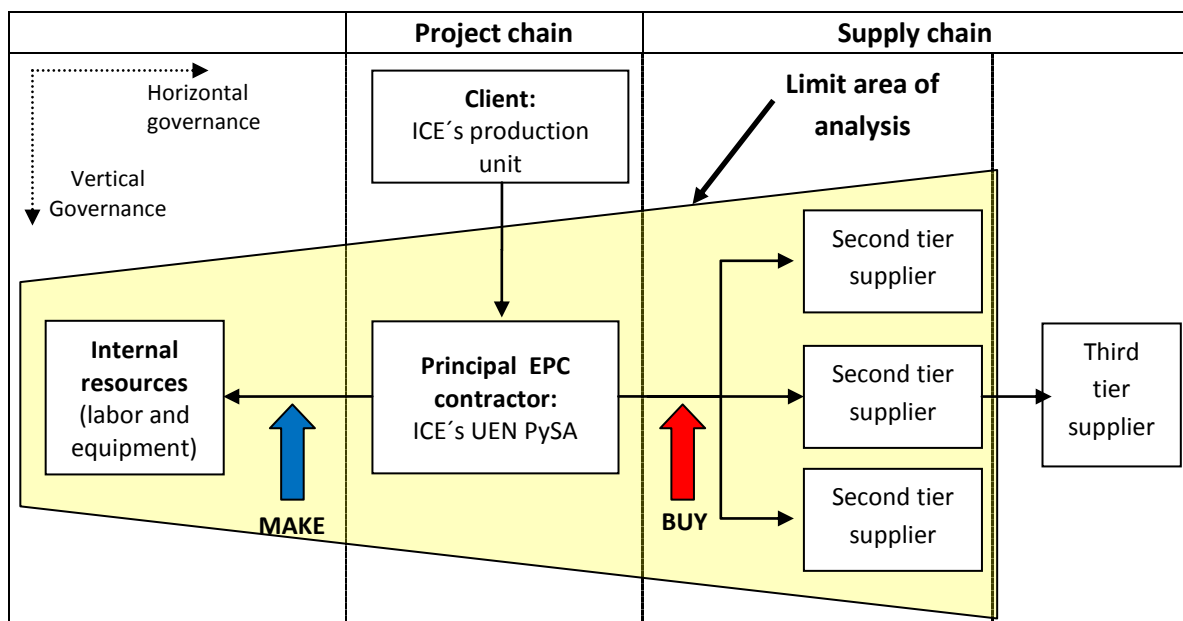 Project chain
Supply chain
Horizontal
governance
Vertical
Governance
Client:
ICE´s production
unit
Limit area of
analysis
Second tier
supplier
Internal
resources
(labor and
equipment)
Principal EPC
contractor:
ICE´s UEN PySA
Second tier
supplier
Third
tier
supplier
MAKE
BUY
Second tier
supplier